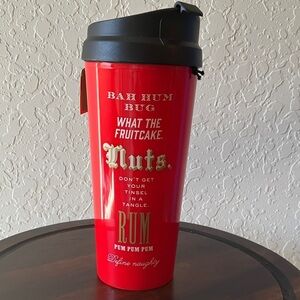 BAH HUM
BUG
WHAT THE
FRUITCAKE.
Nuts.
DON'T GET
YOUR
TINSEL
IN A
TANGLE.
RUM
PUM PUM PUM
Define naughty